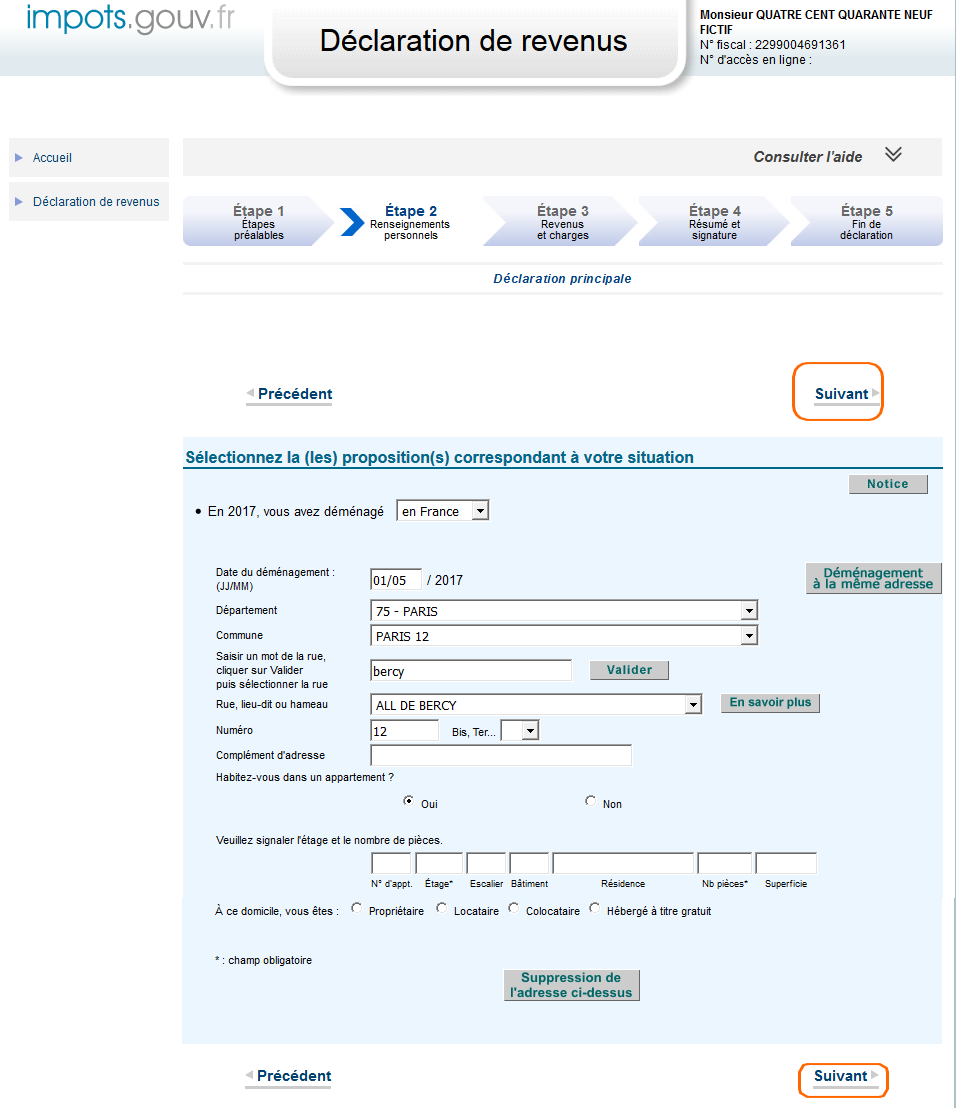 impots.gouv.fr
Déclaration de revenus
Monsieur QUATRE CENT QUARANTE NEUF
FICTIF
N° fiscal : 2299004691361
N° d'accès en ligne :
Accueil
Déclaration de revenus
Consulter l'aide
Étape 1
Étapes
préalables
Étape 2
Renseignements
personnels
Étape 3
Revenus
et charges
Étape 4
Résumé et
signature
Étape 5
Fin de
déclaration
Déclaration principale
Précédent
Suivant
Sélectionnez la (les) proposition(s) correspondant à votre situation
Notice
• En 2017, vous avez déménagé en France
Date du déménagement :
(JJ/MM)
01/05 / 2017
Déménagement
à la même adresse
Département 75 - PARIS
Commune PARIS 12
Saisir un mot de la rue,
cliquer sur Valider
puis sélectionner la rue
bercy
Valider
Rue, lieu-dit ou hameau ALL DE BERCY En savoir plus
Numéro 12 Bis, Ter...
Complément d'adresse
Habitez-vous dans un appartement ?
Oui Non
Veuillez signaler l'étage et le nombre de pièces.
N° d'appt. Étage* Escalier Bâtiment Résidence Nb pièces* Superficie
À ce domicile, vous êtes : Propriétaire Locataire Colocataire Hébergé à titre gratuit
* : champ obligatoire
Suppression de
l'adresse ci-dessus
Précédent
Suivant